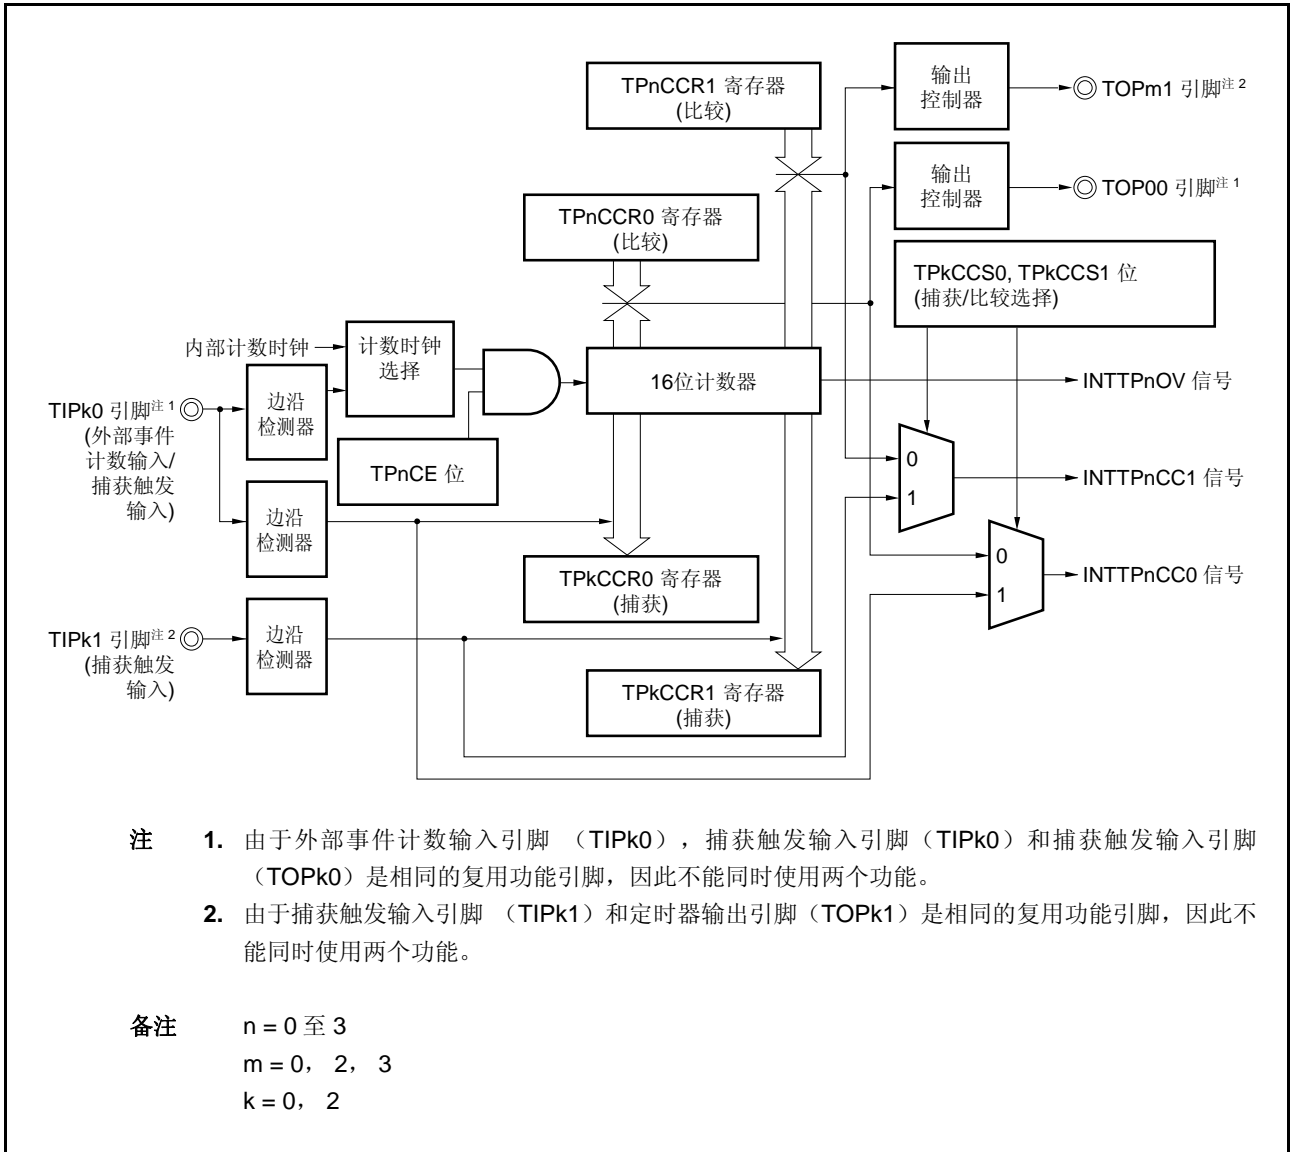 TPnCCR1 寄存器
(比较)
输出
控制器
TOPm1 引脚注 2
输出
控制器
TOP00 引脚注 1
TPnCCR0 寄存器
(比较)
TPkCCS0, TPkCCS1 位
(捕获/比较选择)
内部计数时钟
计数时钟
选择
16位计数器
INTTPnOV 信号
TIPk0 引脚注 1
(外部事件
计数输入/
捕获触发
输入)
边沿
检测器
TPnCE 位
0
1
INTTPnCC1 信号
边沿
检测器
0
1
INTTPnCC0 信号
TPkCCR0 寄存器
(捕获)
TIPk1 引脚注 2
(捕获触发
输入)
边沿
检测器
TPkCCR1 寄存器
(捕获)
注 1. 由于外部事件计数输入引脚 （TIPk0），捕获触发输入引脚（TIPk0）和捕获触发输入引脚
（TOPk0）是相同的复用功能引脚，因此不能同时使用两个功能。
2. 由于捕获触发输入引脚 （TIPk1）和定时器输出引脚（TOPk1）是相同的复用功能引脚，因此不
能同时使用两个功能。
备注 n = 0 至 3
m = 0， 2， 3
k = 0， 2